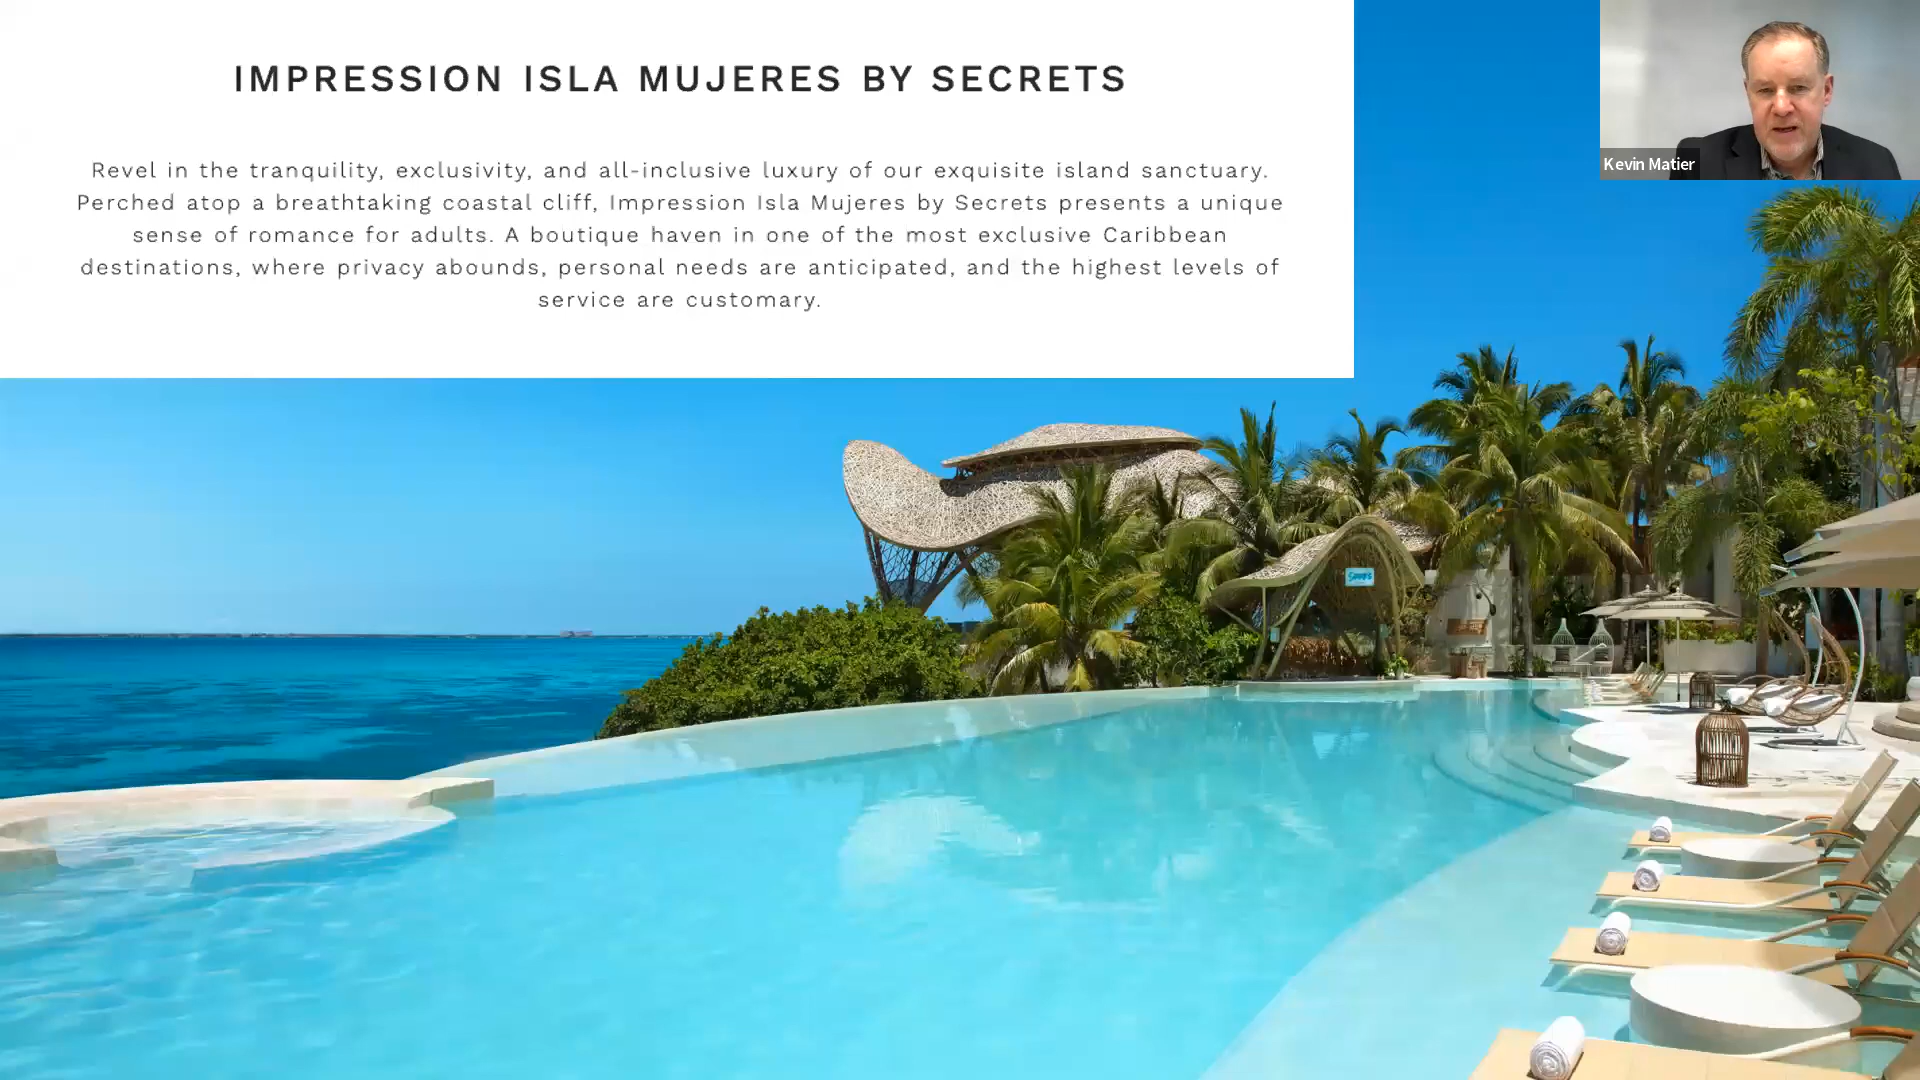 IMPRESSION ISLA MUJERES BY SECRETS
Revel in the tranquility, exclusivity, and all-inclusive luxury of our exquisite island sanctuary.
Perched atop a breathtaking coastal cliff, Impression Isla Mujeres by Secrets presents a unique
sense of romance for adults. A boutique haven in one of the most exclusive Caribbean
destinations, where privacy abounds, personal needs are anticipated, and the highest levels of
service are customary.
Kevin Matier